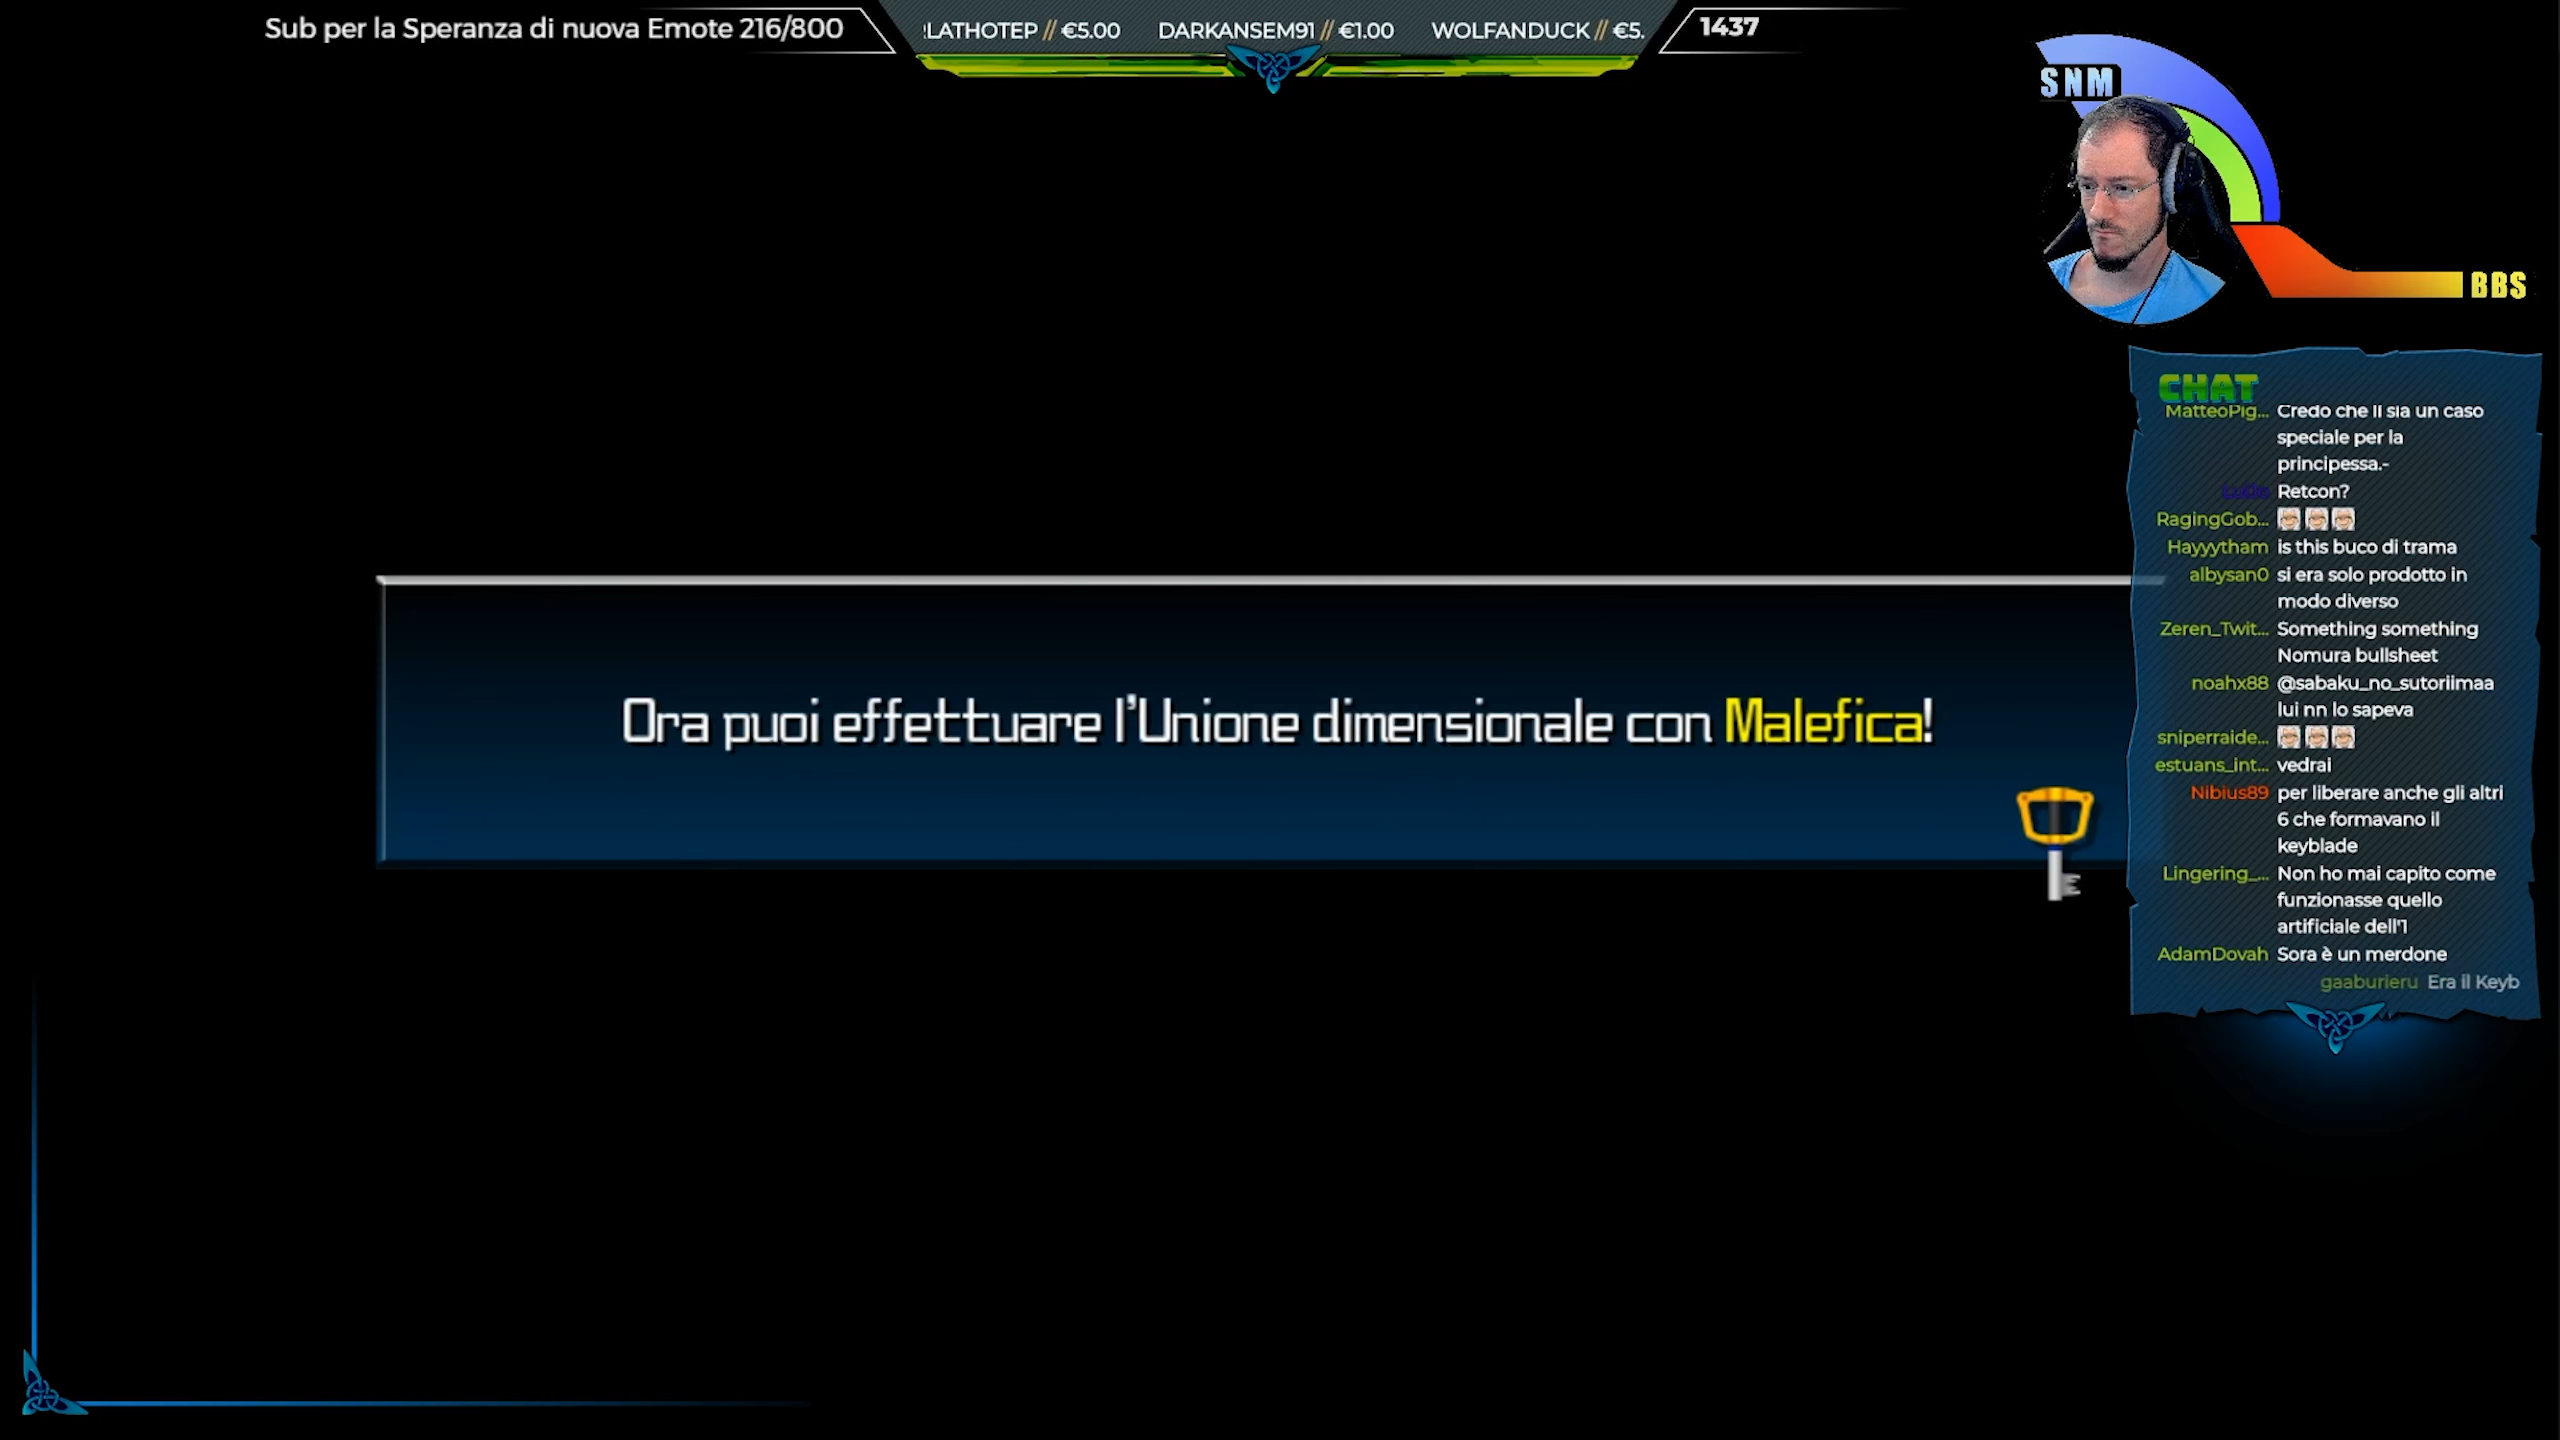 Sub per la Speranza di nuova Emote 216/800
LATHOTEP // €5.00 DARKANSEM91 // €1.00 WOLFANDUCK // €5.
1437
SNM
BBS
CHAT
MatteoPig... Credo che li sia un caso
speciale per la
principessa.-
Retcon?
RagingGob...
Hayyytham is this buco di trama
albysan0 si era solo prodotto in
modo diverso
Zeren_Twit... Something something
Nomura bullsheet
noahx88 @sabaku_no_sutoriimaa
lui nn lo sapeva
sniperraide...
estuans_int... vedrai
Nibius89 per liberare anche gli altri
6 che formavano il
keyblade
Lingering_... Non ho mai capito come
funzionasse quello
artificiale dell'1
AdamDovah Sora è un merdone
gaaburieru Era il Keyb
Ora puoi effettuare l'Unione dimensionale con Malefica!